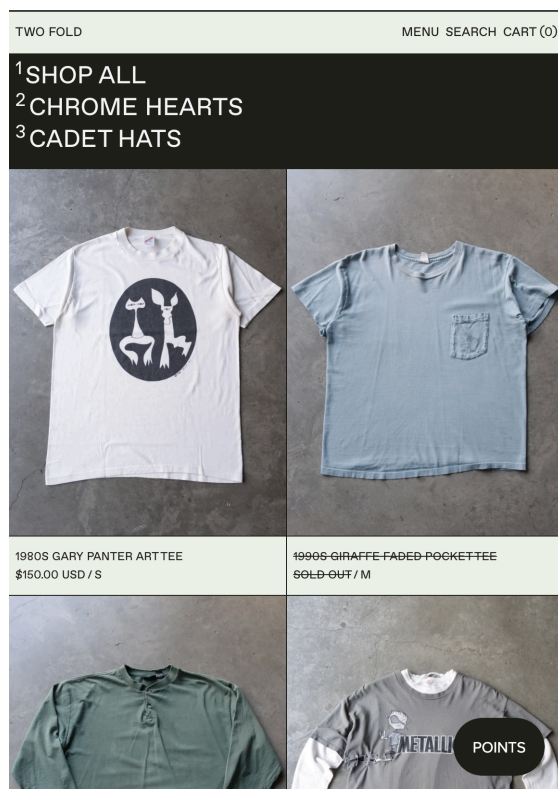 TWO FOLD
MENU SEARCH CART (0)
1 SHOP ALL
2 CHROME HEARTS
3 CADET HATS
1980S GARY PANTER ART TEE
$150.00 USD / S
1990S GIRAFFE FADED POCKET TEE
SOLD OUT / M
METALLI
POINTS